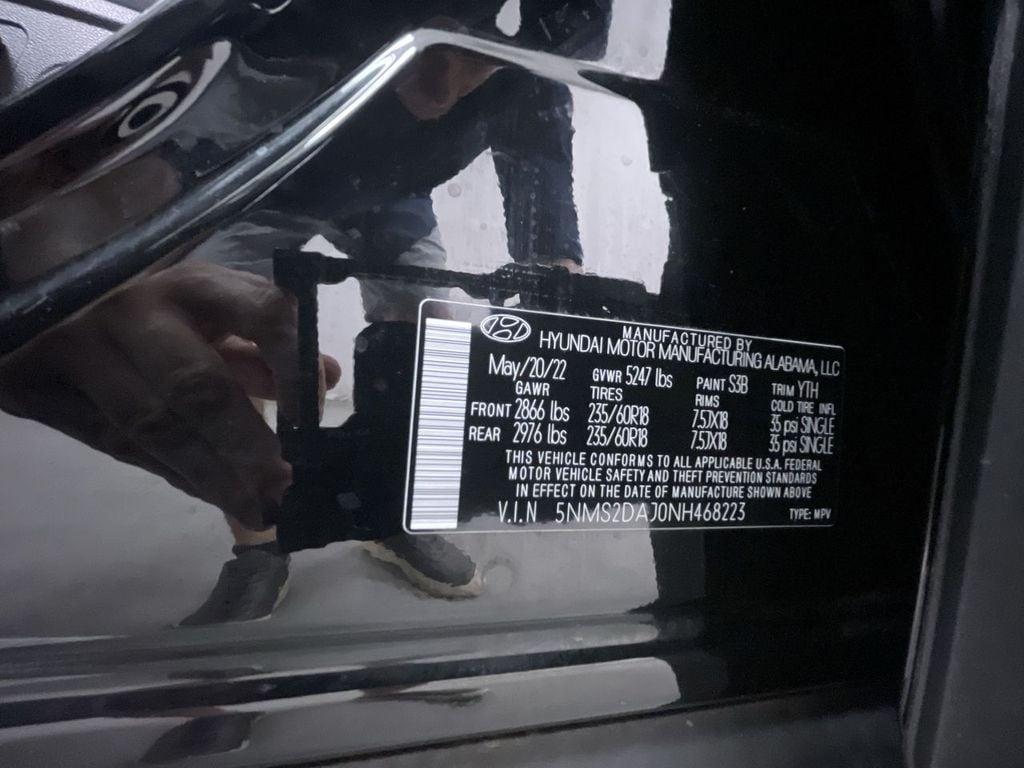 MANUFACTURED BY
HYUNDAI MOTOR MANUFACTURING ALABAMA, LLC
May/20/22 GVWR 5247 lbs PAINT S3B TRIM YTH
GAWR TIRES RIMS COLD TIRE INFL
FRONT 2866 lbs 235/60R18 7.5JX18 35 psi SINGLE
REAR 2976 lbs 235/60R18 7.5JX18 35 psi SINGLE
THIS VEHICLE CONFORMS TO ALL APPLICABLE U.S.A. FEDERAL
MOTOR VEHICLE SAFETY AND THEFT PREVENTION STANDARDS
IN EFFECT ON THE DATE OF MANUFACTURE SHOWN ABOVE
V.I.N 5NMS2DAJ0NH468223 TYPE: MPV